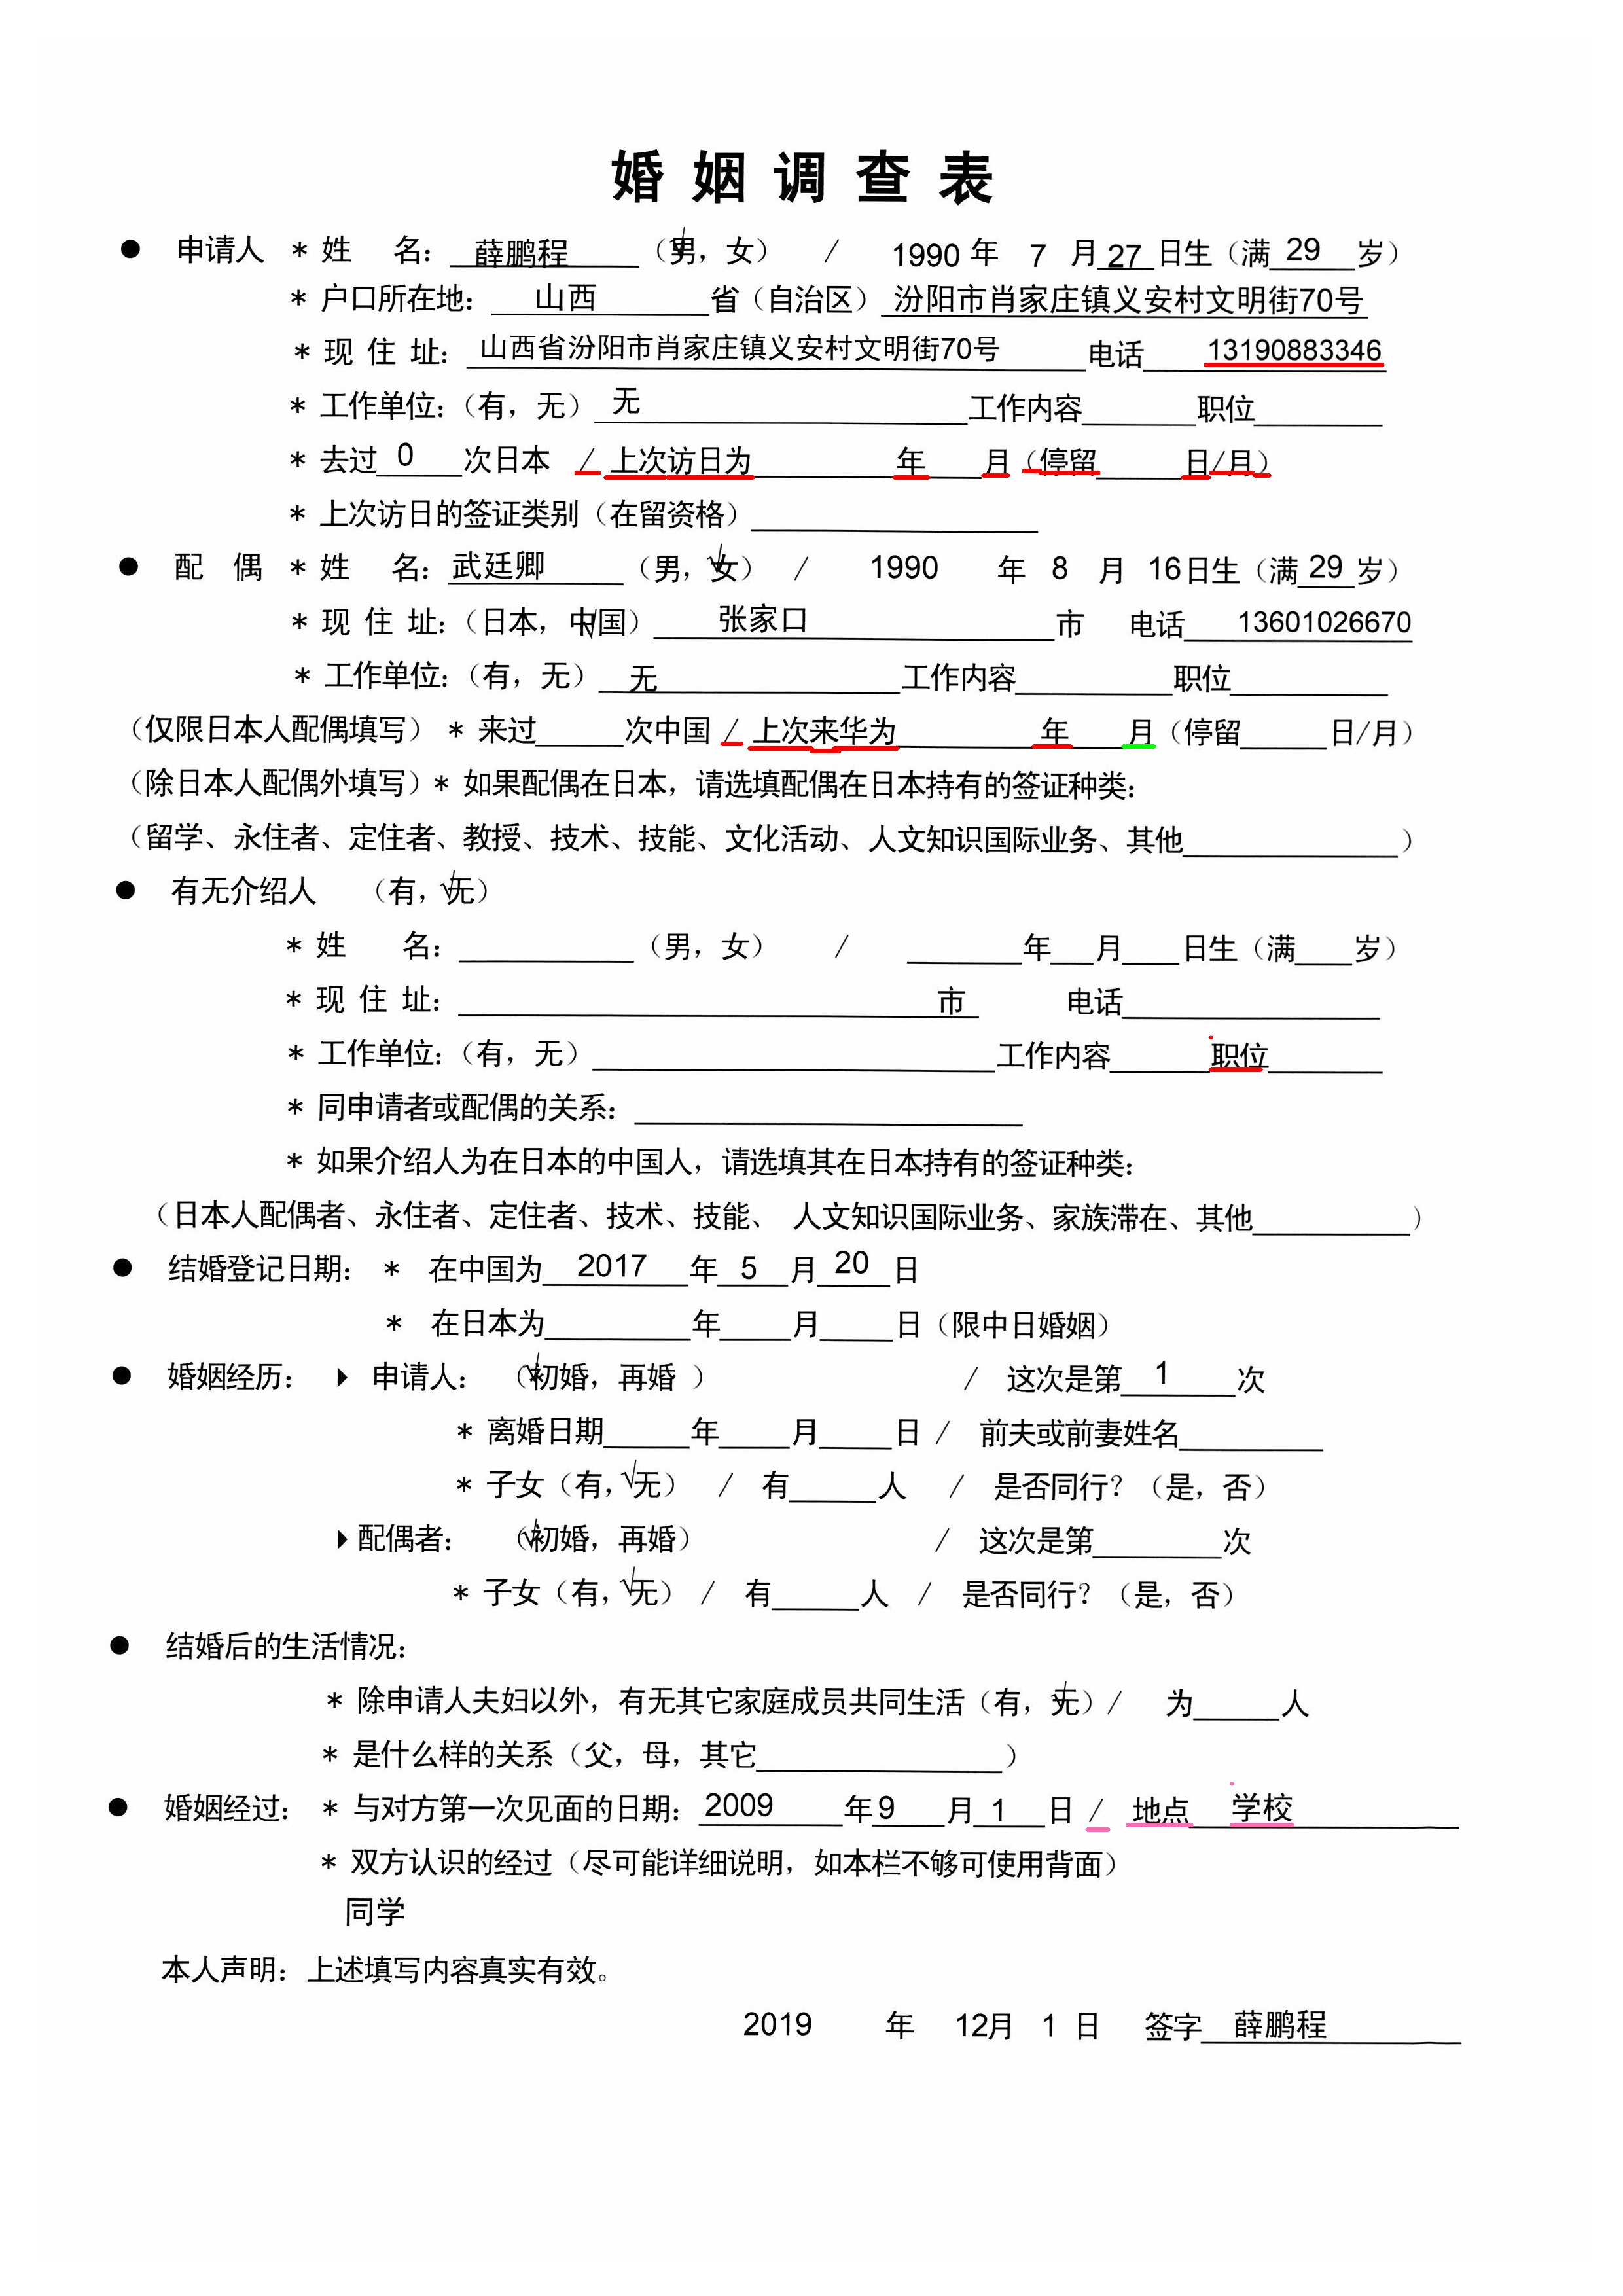 婚姻调查表
● 申请人 * 姓 名：薛鹏程（√男，女） / 1990 年 7 月 27 日生（满 29 岁）
* 户口所在地： 山西 省（自治区）汾阳市肖家庄镇义安村文明街70号
* 现 住 址： 山西省汾阳市肖家庄镇义安村文明街70号 电话 13190883346
* 工作单位：（有，无） 无 工作内容 职位
* 去过 0 次日本 / 上次访日为 年 月（停留 日/月）
* 上次访日的签证类别（在留资格）
● 配 偶 * 姓 名：武廷卿（男，√女） / 1990 年 8 月 16日生（满 29 岁）
* 现 住 址：（日本，中√国） 张家口 市 电话 13601026670
* 工作单位：（有，无） 无 工作内容 职位
（仅限日本人配偶填写）* 来过 次中国 / 上次来华为 年 月（停留 日/月）
（除日本人配偶外填写）* 如果配偶在日本，请选填配偶在日本持有的签证种类：
（留学、永住者、定住者、教授、技术、技能、文化活动、人文知识国际业务、其他 ）
● 有无介绍人 （有，√无）
* 姓 名： （男，女） / 年 月 日生（满 岁）
* 现 住 址： 市 电话
* 工作单位：（有，无） 工作内容 职位
* 同申请者或配偶的关系：
* 如果介绍人为在日本的中国人，请选填其在日本持有的签证种类：
（日本人配偶者、永住者、定住者、技术、技能、 人文知识国际业务、家族滞在、其他 ）
● 结婚登记日期： * 在中国为 2017 年 5 月 20 日
* 在日本为 年 月 日（限中日婚姻）
● 婚姻经历： 申请人： （√初婚，再婚 ） / 这次是第 1 次
* 离婚日期 年 月 日 / 前夫或前妻姓名
* 子女（有，√无） / 有 人 / 是否同行？（是，否）
配偶者： （√初婚，再婚） / 这次是第 次
* 子女（有，√无） / 有 人 / 是否同行？（是，否）
● 结婚后的生活情况：
* 除申请人夫妇以外，有无其它家庭成员共同生活（有，√无）/ 为 人
* 是什么样的关系（父，母，其它 ）
● 婚姻经过： * 与对方第一次见面的日期：2009 年 9 月 1 日 / 地点 学校
* 双方认识的经过（尽可能详细说明，如本栏不够可使用背面）
同学
本人声明：上述填写内容真实有效。
2019 年 12月 1 日 签字 薛鹏程